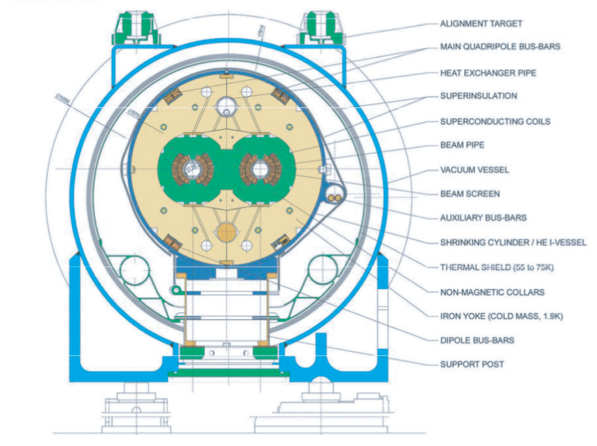 ALIGNMENT TARGET
MAIN QUADRIPOLE BUS-BARS
HEAT EXCHANGER PIPE
SUPERINSULATION
SUPERCONDUCTING COILS
BEAM PIPE
VACUUM VESSEL
BEAM SCREEN
AUXILIARY BUS-BARS
SHRINKING CYLINDER / HE I-VESSEL
THERMAL SHIELD (55 to 75K)
NON-MAGNETIC COLLARS
IRON YOKE (COLD MASS, 1.9K)
DIPOLE BUS-BARS
SUPPORT POST